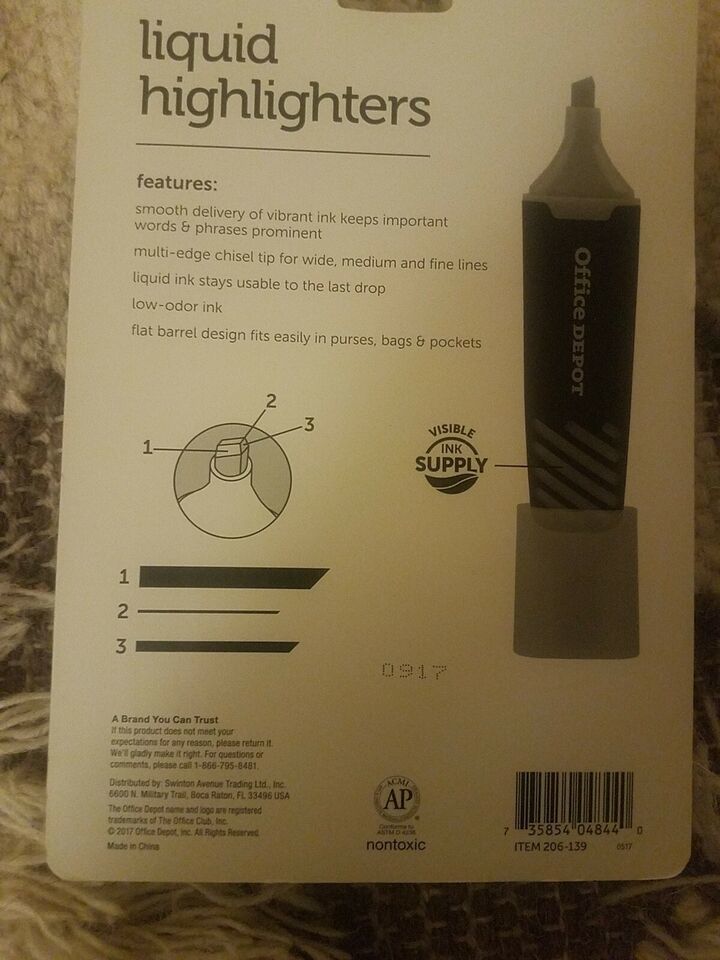 liquid
highlighters
features:
smooth delivery of vibrant ink keeps important
words & phrases prominent
multi-edge chisel tip for wide, medium and fine lines
liquid ink stays usable to the last drop
low-odor ink
flat barrel design fits easily in purses, bags & pockets
Office DEPOT
2
3
1
VISIBLE
INK
SUPPLY
1
2
3
0917
A Brand You Can Trust
If this product does not meet your
expectations for any reason, please return it.
We'll gladly make it right. For questions or
comments, please call 1-866-795-8481.
Distributed by: Swinton Avenue Trading Ltd., Inc.
6600 N. Military Trail, Boca Raton, FL 33496 USA
The Office Depot name and logo are registered
trademarks of The Office Club, Inc.
© 2017 Office Depot, Inc. All Rights Reserved.
Made in China
ACMI
AP
®
Conforms to
ASTM D 4236
nontoxic
7 35854 04844 0
ITEM 206-139 0517